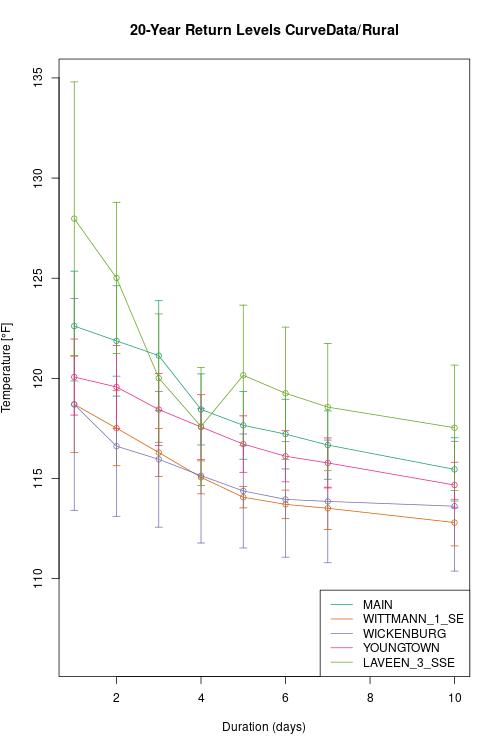 20-Year Return Levels CurveData/Rural
Temperature [°F]
135
130
125
120
115
110
2
4
6
8
10
Duration (days)
MAIN
WITTMANN_1_SE
WICKENBURG
YOUNGTOWN
LAVEEN_3_SSE